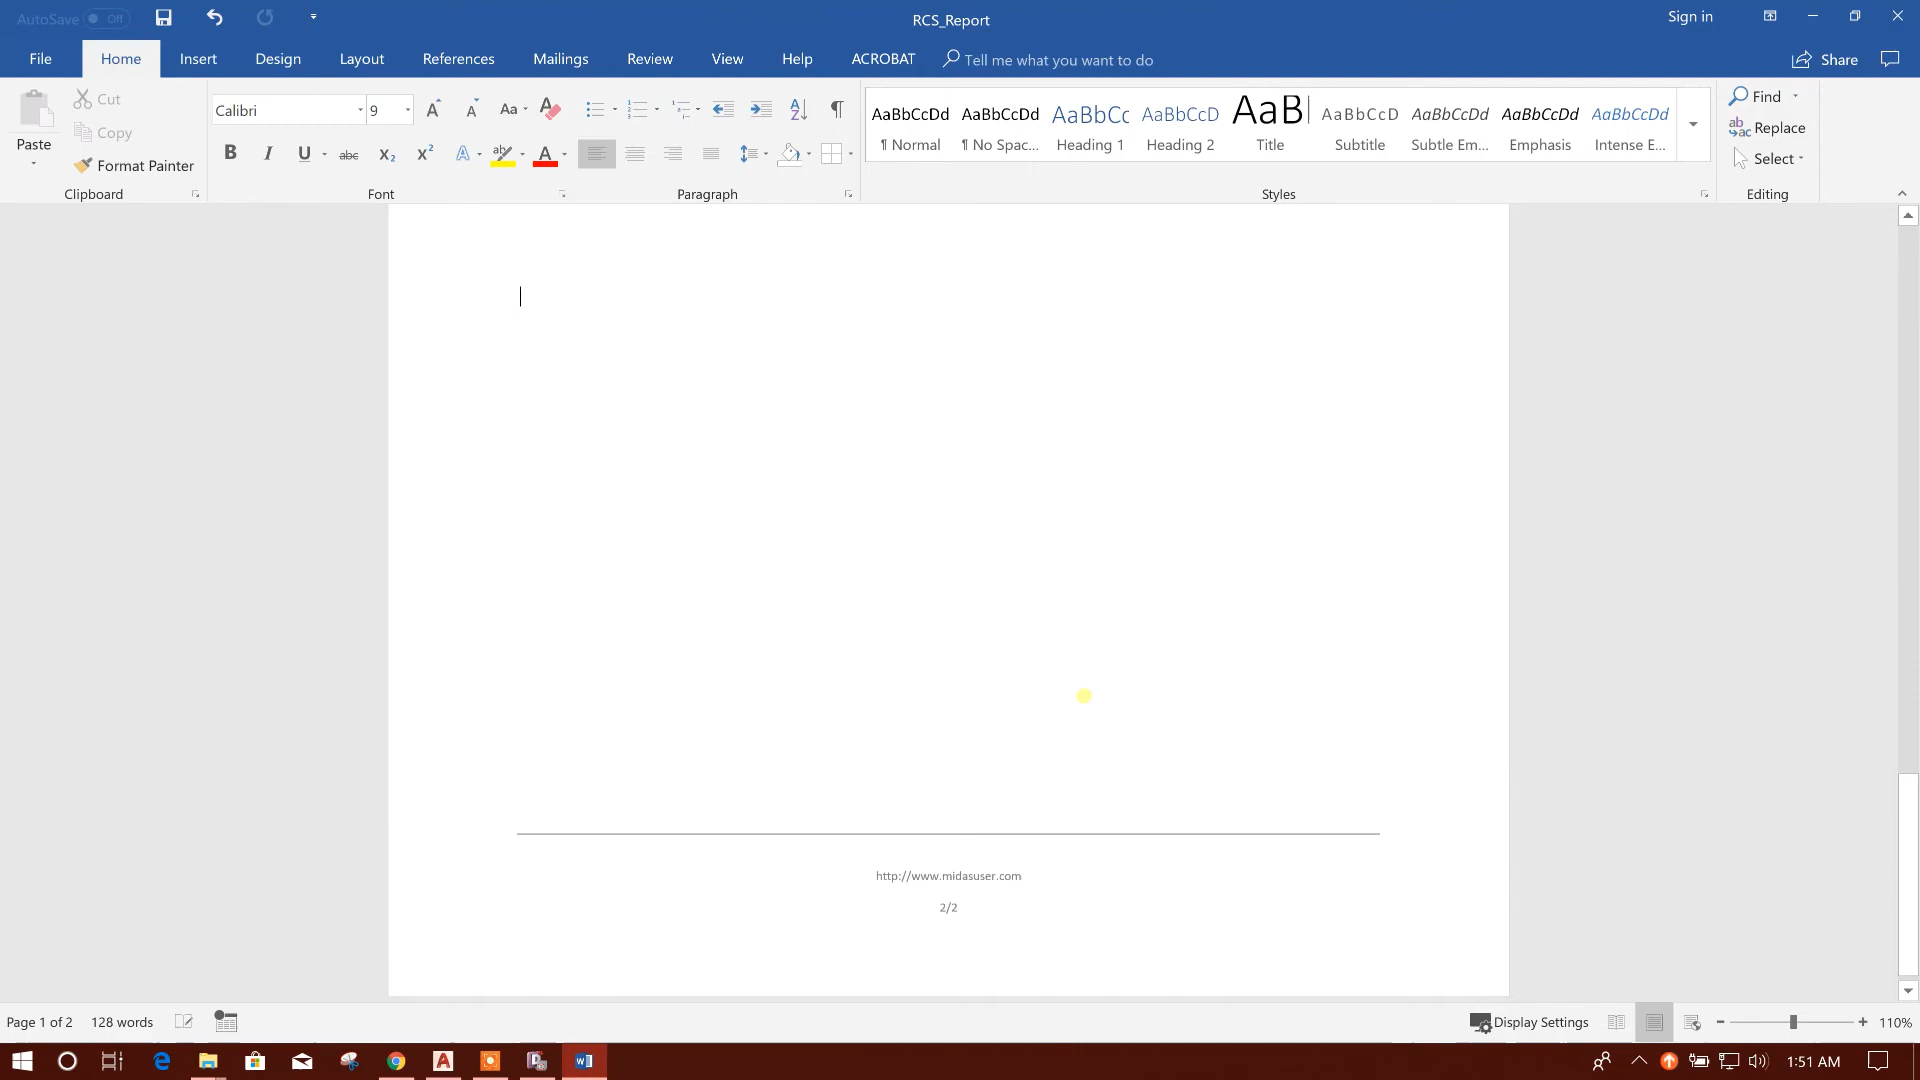 AutoSave Off
RCS_Report
Sign in
File Home Insert Design Layout References Mailings Review View Help ACROBAT Tell me what you want to do Share
Paste
Cut
Copy
Format Painter
Clipboard
Calibri 9
Font
Paragraph
AaBbCcDd AaBbCcDd AaBbCc AaBbCcD AaB AaBbCcD AaBbCcDd AaBbCcDd AaBbCcDd
¶ Normal ¶ No Spac... Heading 1 Heading 2 Title Subtitle Subtle Em... Emphasis Intense E...
Styles
Find
Replace
Select
Editing
http://www.midasuser.com
2/2
Page 1 of 2 128 words
Display Settings
110%
1:51 AM